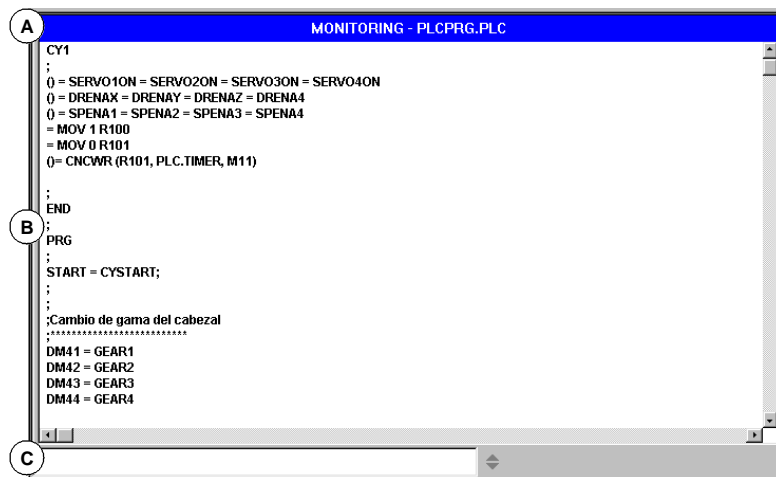 A
MONITORING - PLCPRG.PLC
CY1
;
() = SERVO1ON = SERVO2ON = SERVO3ON = SERVO4ON
() = DRENAX = DRENAY = DRENAZ = DRENA4
() = SPENA1 = SPENA2 = SPENA3 = SPENA4
= MOV 1 R100
= MOV 0 R101
()= CNCWR (R101, PLC.TIMER, M11)
;
END
B
;
PRG
;
START = CYSTART;
;
;
;Cambio de gama del cabezal
;**************************
DM41 = GEAR1
DM42 = GEAR2
DM43 = GEAR3
DM44 = GEAR4
C